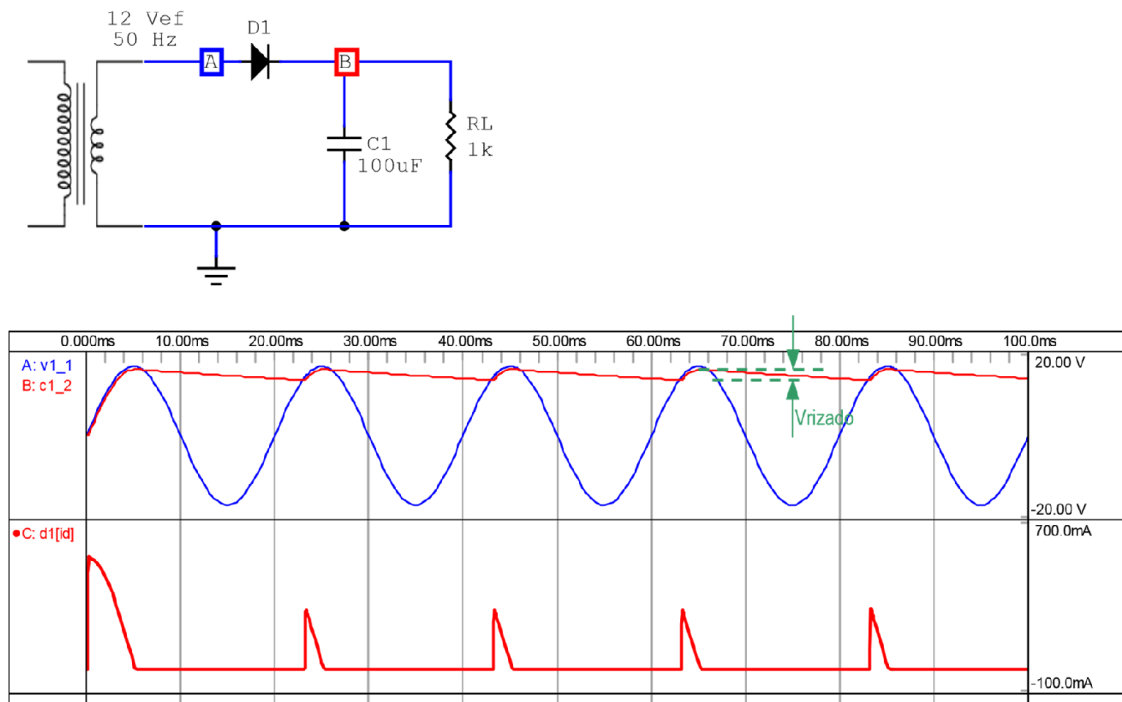 12 Vef
50 Hz
D1
A
B
C1
100uF
RL
1k
0.000ms 10.00ms 20.00ms 30.00ms 40.00ms 50.00ms 60.00ms 70.00ms 80.00ms 90.00ms 100.0ms
A: v1_1
B: c1_2
20.00 V
Vrizado
-20.00 V
C: d1[id]
700.0mA
-100.0mA